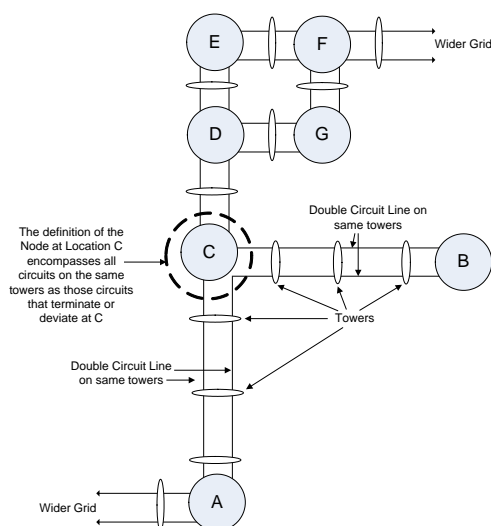 E
F
Wider Grid
D
G
Double Circuit Line on
same towers
The definition of the
Node at Location C
encompasses all
circuits on the same
towers as those circuits
that terminate or
deviate at C
C
B
Towers
Double Circuit Line
on same towers
A
Wider Grid